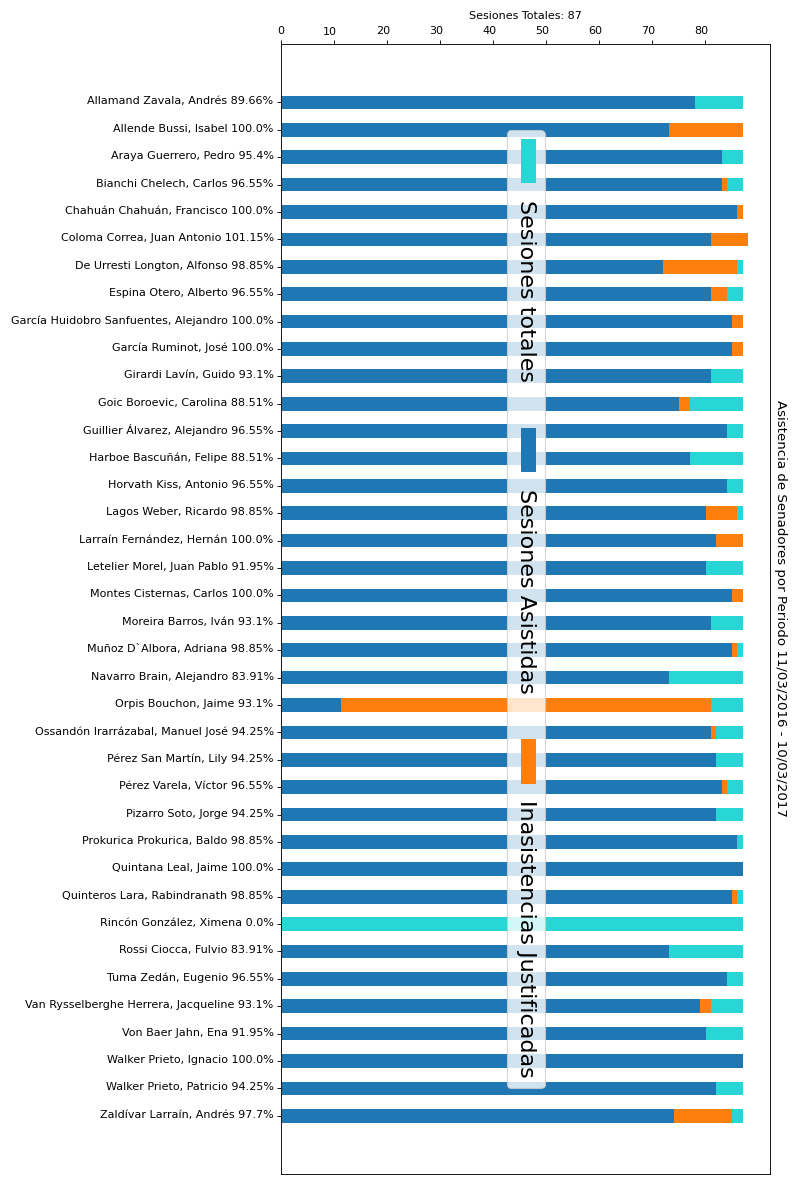 Sesiones Totales: 87
0 10 20 30 40 50 60 70 80
Allamand Zavala, Andrés 89.66%
Allende Bussi, Isabel 100.0%
Araya Guerrero, Pedro 95.4%
Bianchi Chelech, Carlos 96.55%
Chahuán Chahuán, Francisco 100.0%
Coloma Correa, Juan Antonio 101.15%
De Urresti Longton, Alfonso 98.85%
Espina Otero, Alberto 96.55%
García Huidobro Sanfuentes, Alejandro 100.0%
García Ruminot, José 100.0%
Girardi Lavín, Guido 93.1%
Goic Boroevic, Carolina 88.51%
Guillier Álvarez, Alejandro 96.55%
Harboe Bascuñán, Felipe 88.51%
Horvath Kiss, Antonio 96.55%
Lagos Weber, Ricardo 98.85%
Larraín Fernández, Hernán 100.0%
Letelier Morel, Juan Pablo 91.95%
Montes Cisternas, Carlos 100.0%
Moreira Barros, Iván 93.1%
Muñoz D`Albora, Adriana 98.85%
Navarro Brain, Alejandro 83.91%
Orpis Bouchon, Jaime 93.1%
Ossandón Irarrázabal, Manuel José 94.25%
Pérez San Martín, Lily 94.25%
Pérez Varela, Víctor 96.55%
Pizarro Soto, Jorge 94.25%
Prokurica Prokurica, Baldo 98.85%
Quintana Leal, Jaime 100.0%
Quinteros Lara, Rabindranath 98.85%
Rincón González, Ximena 0.0%
Rossi Ciocca, Fulvio 83.91%
Tuma Zedán, Eugenio 96.55%
Van Rysselberghe Herrera, Jacqueline 93.1%
Von Baer Jahn, Ena 91.95%
Walker Prieto, Ignacio 100.0%
Walker Prieto, Patricio 94.25%
Zaldívar Larraín, Andrés 97.7%
Sesiones totales
Sesiones Asistidas
Inasistencias Justificadas
Asistencia de Senadores por Periodo 11/03/2016 - 10/03/2017